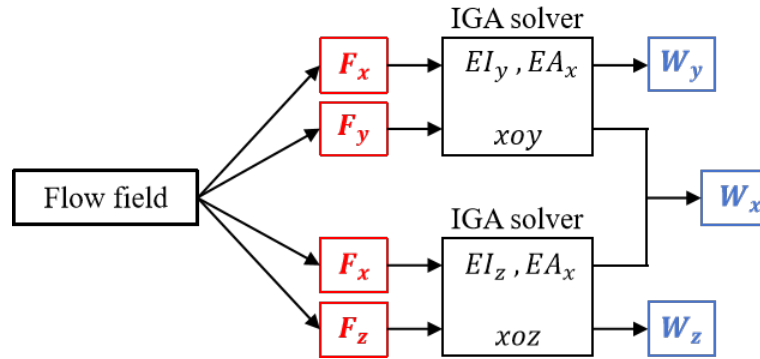 IGA solver
F_x
EI_y , EA_x
W_y
F_y
xoy
Flow field
W_x
IGA solver
F_x
EI_z , EA_x
F_z
xoz
W_z